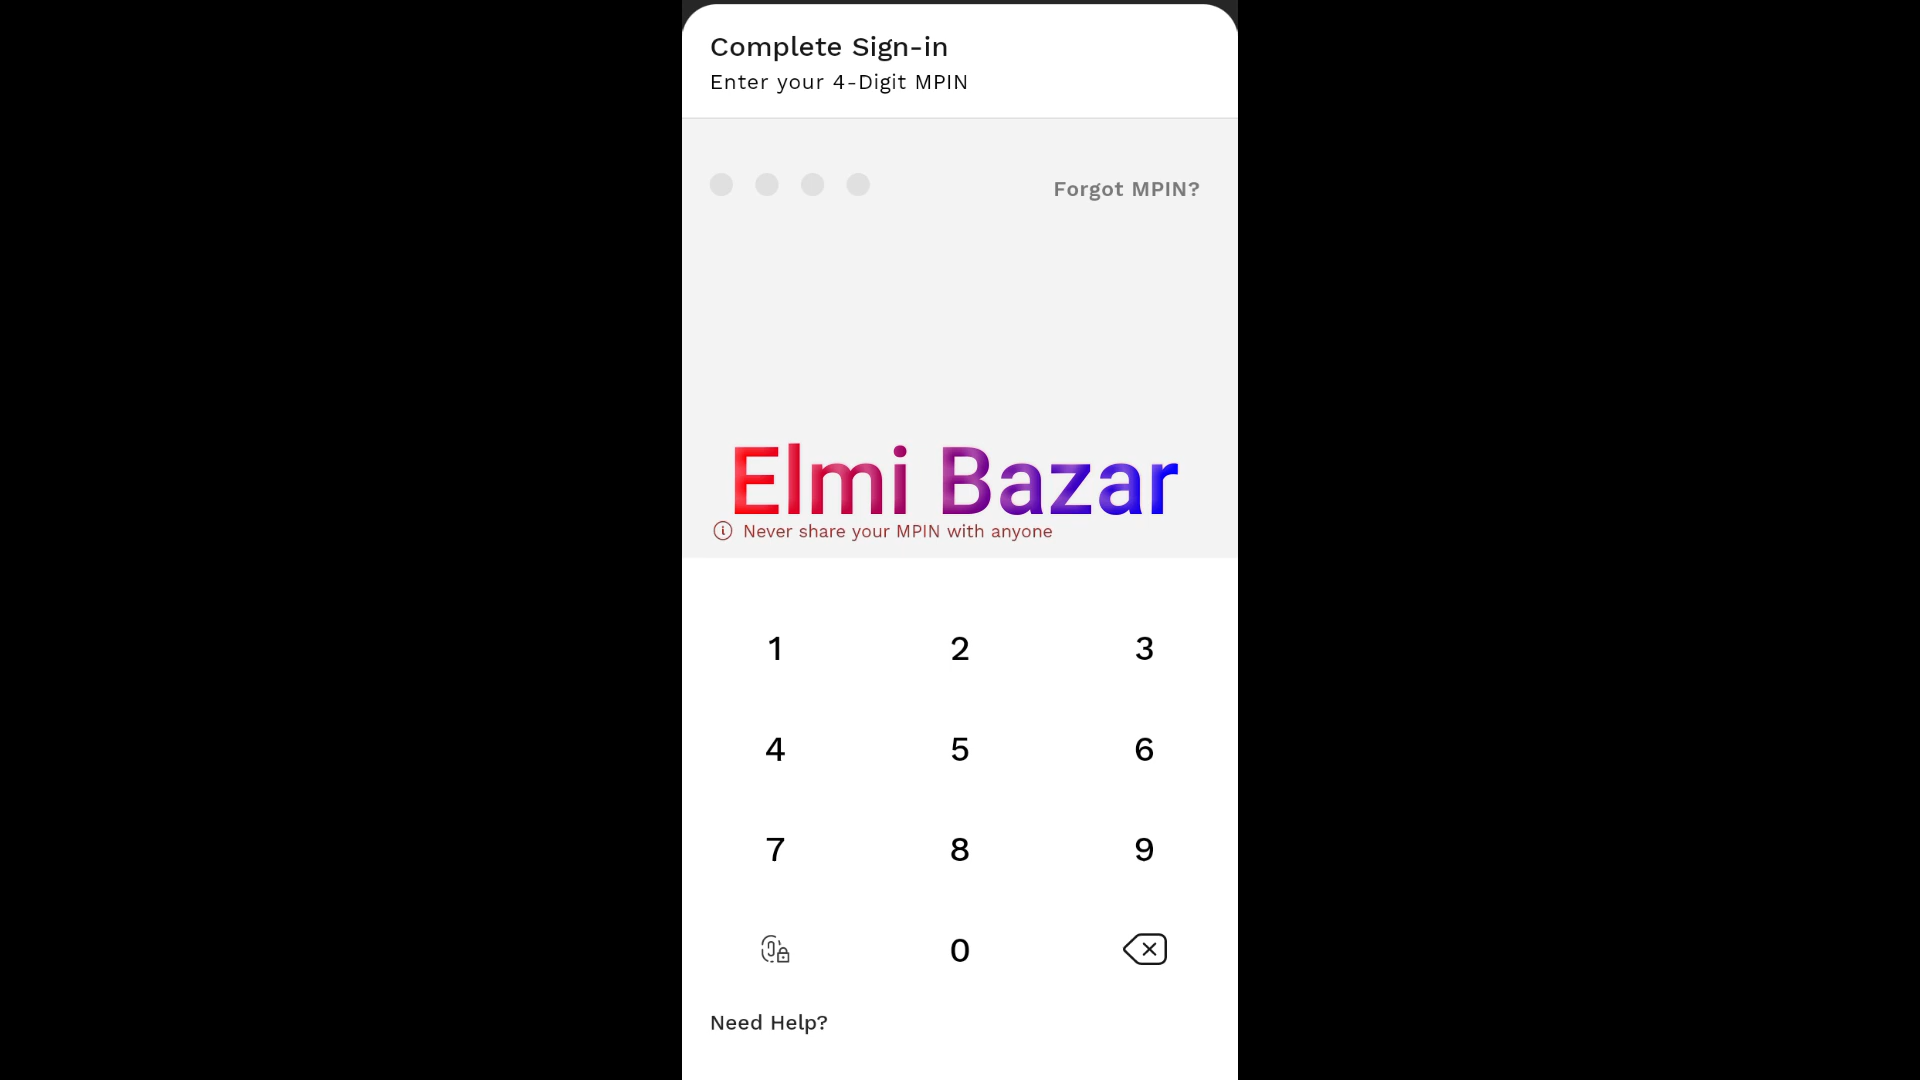 Complete Sign-in
Enter your 4-Digit MPIN
Forgot MPIN?
Elmi Bazar
Never share your MPIN with anyone
1 2 3
4 5 6
7 8 9
0
Need Help?